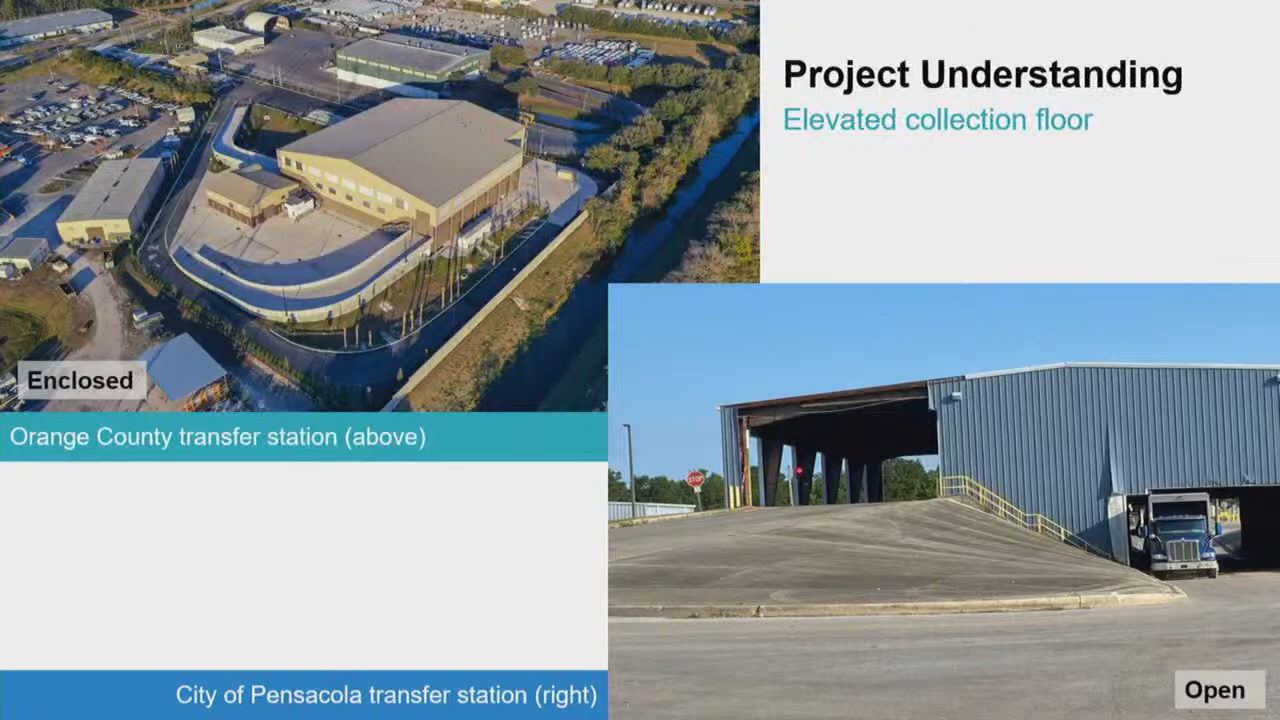 Project Understanding
Elevated collection floor
Enclosed
Orange County transfer station (above)
STOP
City of Pensacola transfer station (right)
Open